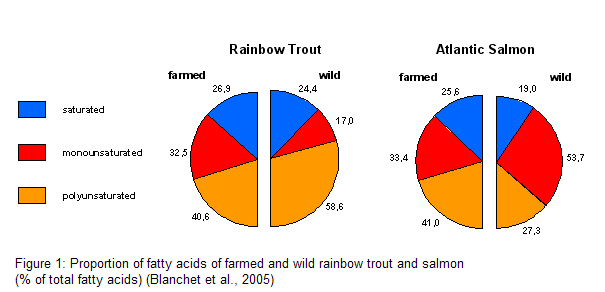 Rainbow Trout
Atlantic Salmon
farmed
wild
farmed
wild
26,9
24,4
25,6
19,0
saturated
17,0
monounsaturated
32,5
33,4
53,7
polyunsaturated
40,6
58,6
41,0
27,3
Figure 1: Proportion of fatty acids of farmed and wild rainbow trout and salmon
(% of total fatty acids) (Blanchet et al., 2005)